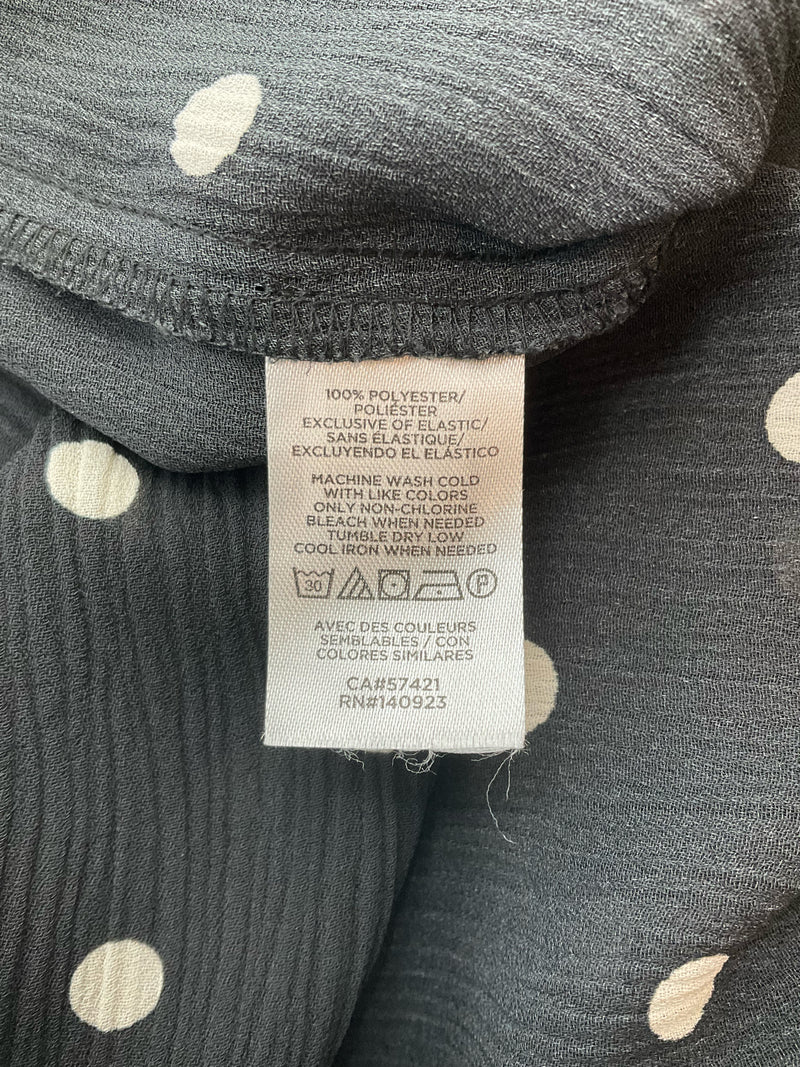 100% POLYESTER/
POLIÉSTER
EXCLUSIVE OF ELASTIC/
SANS ÉLASTIQUE/
EXCLUYENDO EL ELÁSTICO
MACHINE WASH COLD
WITH LIKE COLORS
ONLY NON-CHLORINE
BLEACH WHEN NEEDED
TUMBLE DRY LOW
COOL IRON WHEN NEEDED
30 P
AVEC DES COULEURS
SEMBLABLES / CON
COLORES SIMILARES
CA#57421
RN#140923